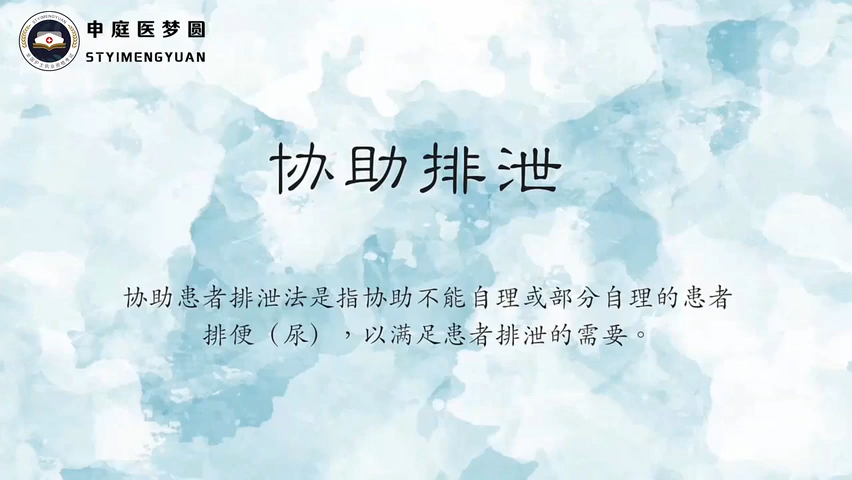 申庭医梦圆
STYIMENGYUAN
协助排泄
协助患者排泄法是指协助不能自理或部分自理的患者
排便（尿），以满足患者排泄的需要。